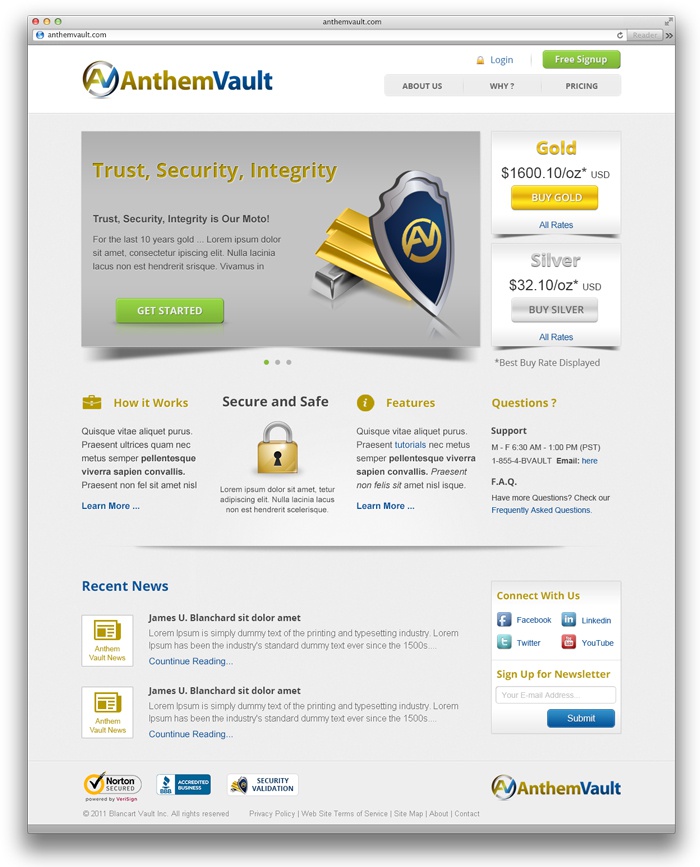 anthemvault.com
anthemvault.com
Reader
Login
Free Signup
AnthemVault
ABOUT US
WHY ?
PRICING
Trust, Security, Integrity
Trust, Security, Integrity is Our Moto!
For the last 10 years gold ... Lorem ipsum dolor
sit amet, consectetur ipiscing elit. Nulla lacinia
lacus non est hendrerit srisque. Vivamus in
GET STARTED
AV
Gold
$1600.10/oz* USD
BUY GOLD
All Rates
Silver
$32.10/oz* USD
BUY SILVER
All Rates
*Best Buy Rate Displayed
How it Works
Quisque vitae aliquet purus.
Praesent ultrices quam nec
metus semper pellentesque
viverra sapien convallis.
Praesent non fel sit amet nisl
Learn More ...
Secure and Safe
Lorem ipsum dolor sit amet, tetur
adipiscing elit. Nulla lacinia lacus
non est hendrerit scelerisque.
Features
Quisque vitae aliquet purus.
Praesent tutorials nec metus
semper pellentesque viverra
sapien convallis. Praesent
non felis sit amet nisl isque.
Learn More ...
Questions ?
Support
M - F 6:30 AM - 1:00 PM (PST)
1-855-4-BVAULT Email: here
F.A.Q.
Have more Questions? Check our
Frequently Asked Questions.
Recent News
Anthem
Vault News
James U. Blanchard sit dolor amet
Lorem Ipsum is simply dummy text of the printing and typesetting industry. Lorem
Ipsum has been the industry's standard dummy text ever since the 1500s....
Continue Reading...
Anthem
Vault News
James U. Blanchard sit dolor amet
Lorem Ipsum is simply dummy text of the printing and typesetting industry. Lorem
Ipsum has been the industry's standard dummy text ever since the 1500s....
Continue Reading...
Connect With Us
Facebook
Linkedin
Twitter
YouTube
Sign Up for Newsletter
Your E-mail Address...
Submit
Norton
SECURED
powered by VeriSign
BBB
ACCREDITED
BUSINESS
SECURITY
VALIDATION
AnthemVault
© 2011 Blancart Vault Inc. All rights reserved
Privacy Policy | Web Site Terms of Service | Site Map | About | Contact